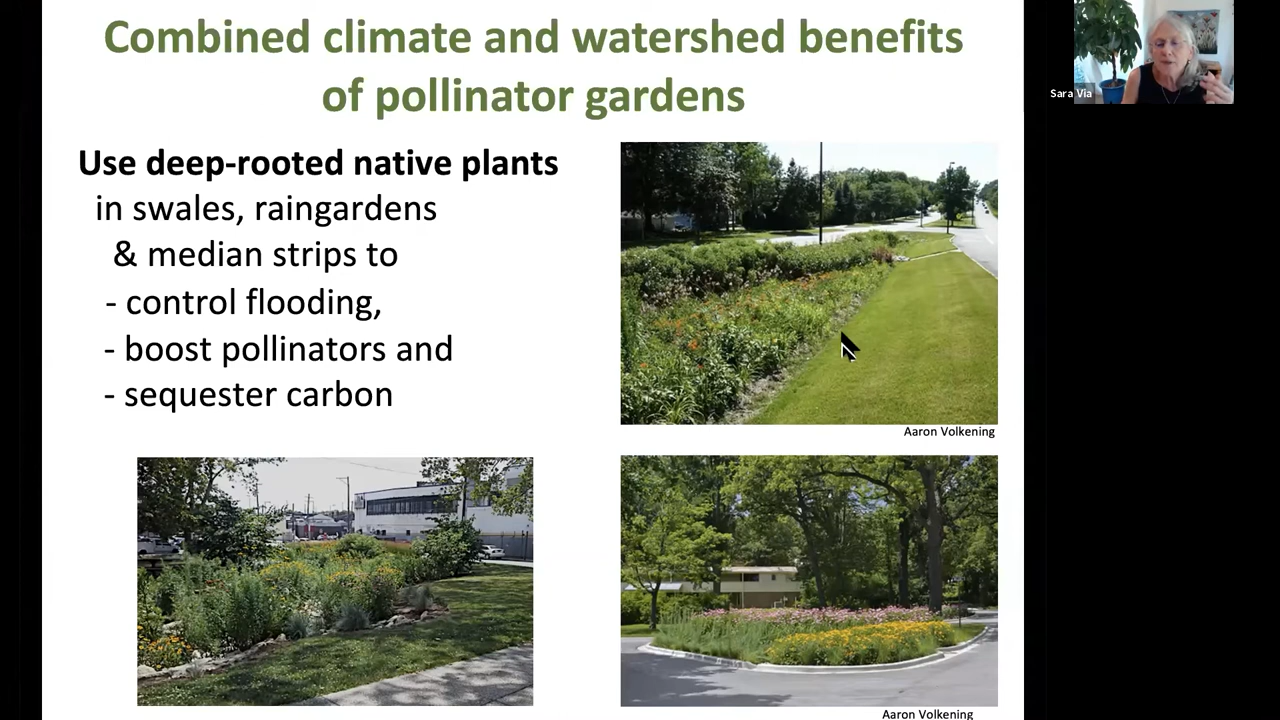 Combined climate and watershed benefits
of pollinator gardens
Sara Via
Use deep-rooted native plants
in swales, raingardens
& median strips to
- control flooding,
- boost pollinators and
- sequester carbon
Aaron Volkening
Aaron Volkening